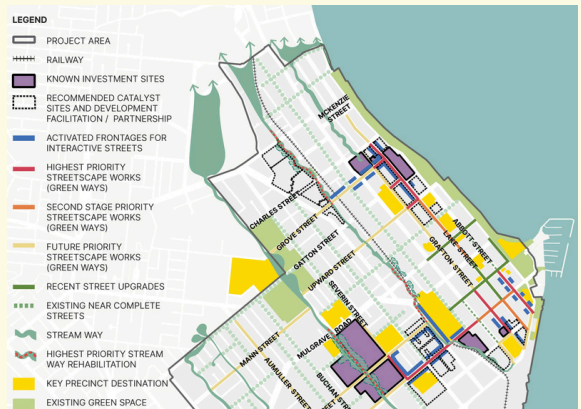 LEGEND
PROJECT AREA
RAILWAY
KNOWN INVESTMENT SITES
RECOMMENDED CATALYST
SITES AND DEVELOPMENT
FACILITATION / PARTNERSHIP
ACTIVATED FRONTAGES FOR
INTERACTIVE STREETS
HIGHEST PRIORITY
STREETSCAPE WORKS
(GREEN WAYS)
SECOND STAGE PRIORITY
STREETSCAPE WORKS
(GREEN WAYS)
FUTURE PRIORITY
STREETSCAPE WORKS
(GREEN WAYS)
RECENT STREET UPGRADES
EXISTING NEAR COMPLETE
STREETS
STREAM WAY
HIGHEST PRIORITY STREAM
WAY REHABILITATION
KEY PRECINCT DESTINATION
EXISTING GREEN SPACE
MCKENZIE
STREET
CHARLES STREET
GROVE STREET
GATTON STREET
UPWARD STREET
ABBOTT STREET
LAKE STREET
GRAFTON STREET
SEVERIN STREET
MULGRAVE ROAD
MANN STREET
AUMULLER STREET
BUCHAN STREET